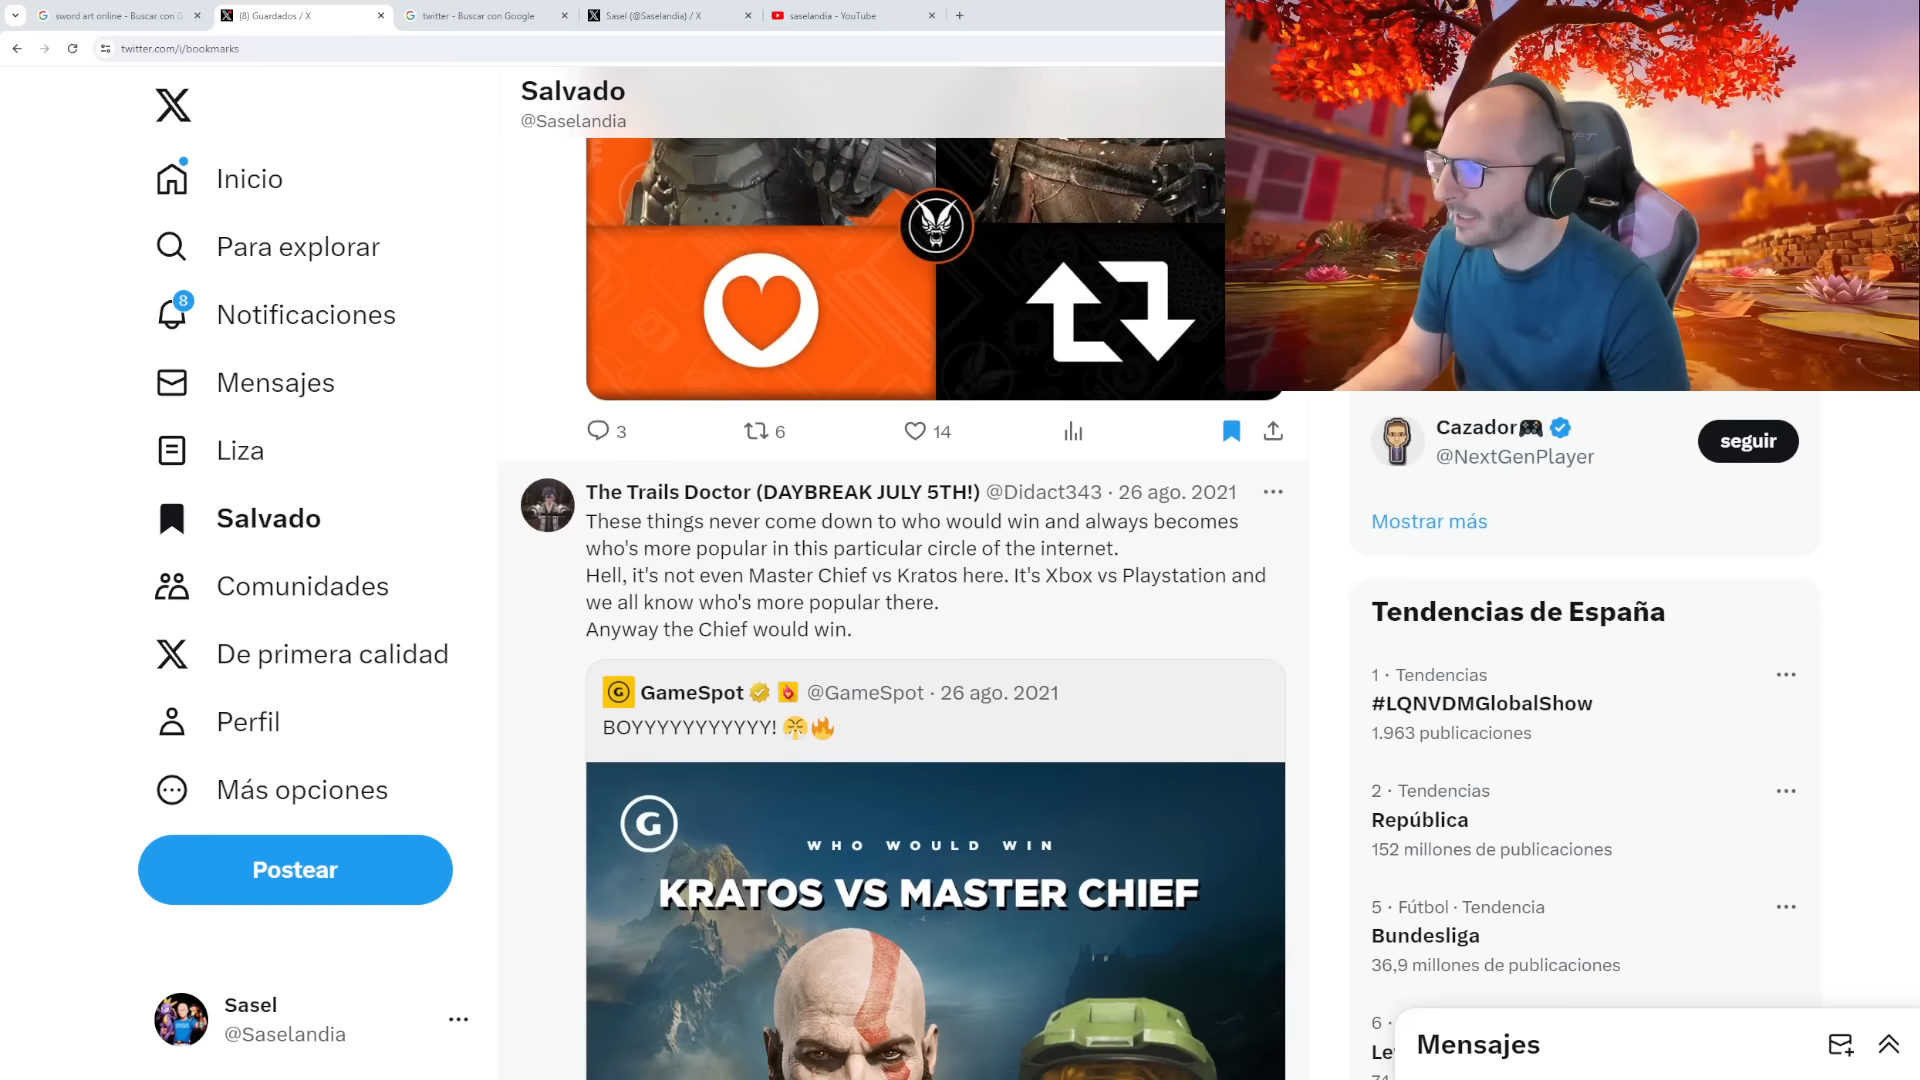 sword art online - Buscar con G
(8) Guardados / X
twitter - Buscar con Google
Sasel (@Saselandia) / X
saselandia - YouTube
twitter.com/i/bookmarks
Inicio
Para explorar
8
Notificaciones
Mensajes
Liza
Salvado
Comunidades
De primera calidad
Perfil
Más opciones
Postear
Sasel
@Saselandia
Salvado
@Saselandia
3
6
14
The Trails Doctor (DAYBREAK JULY 5TH!) @Didact343 · 26 ago. 2021
These things never come down to who would win and always becomes
who's more popular in this particular circle of the internet.
Hell, it's not even Master Chief vs Kratos here. It's Xbox vs Playstation and
we all know who's more popular there.
Anyway the Chief would win.
GameSpot @GameSpot · 26 ago. 2021
BOYYYYYYYYYYY! 😤🔥
G
WHO WOULD WIN
KRATOS VS MASTER CHIEF
Cazador🎮
@NextGenPlayer
seguir
Mostrar más
Tendencias de España
1 · Tendencias
#LQNVDMGlobalShow
1.963 publicaciones
2 · Tendencias
República
152 millones de publicaciones
5 · Fútbol · Tendencia
Bundesliga
36,9 millones de publicaciones
6 ·
Mensajes